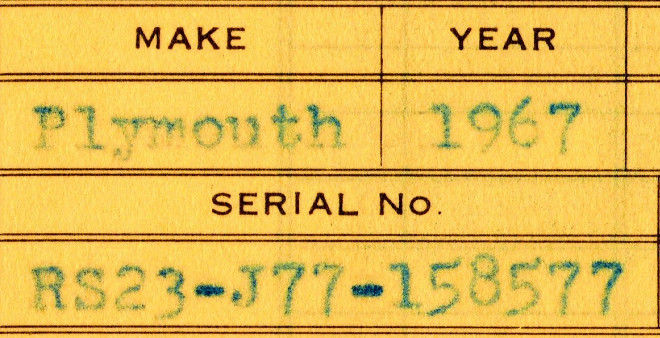 MAKE YEAR
Plymouth 1967
SERIAL No.
RS23-J77-158577